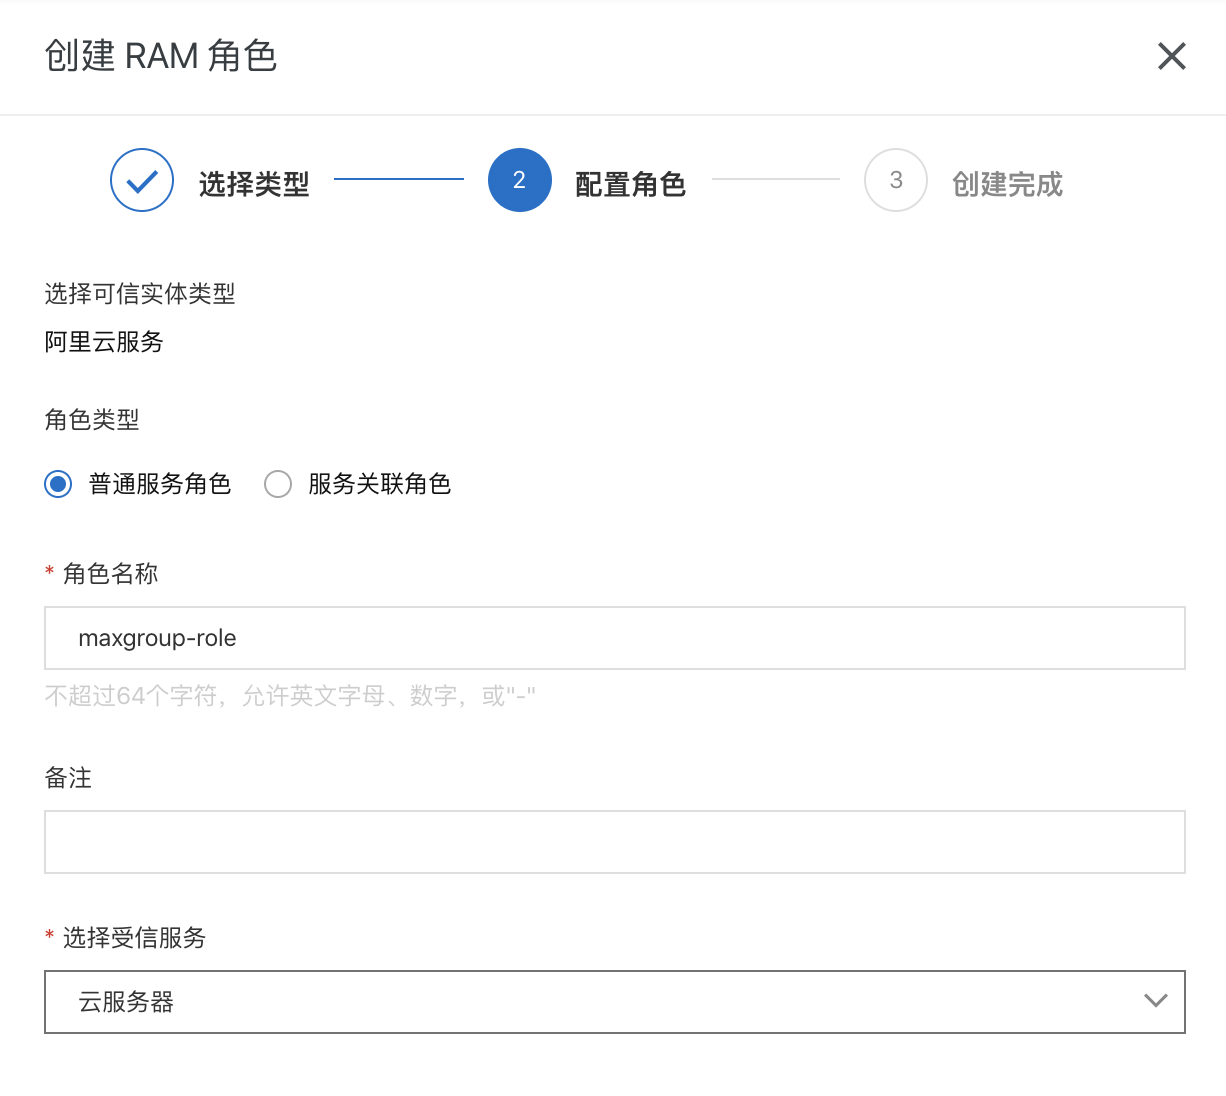 创建 RAM 角色
选择类型
2 配置角色
3 创建完成
选择可信实体类型
阿里云服务
角色类型
普通服务角色 服务关联角色
* 角色名称
maxgroup-role
不超过64个字符，允许英文字母、数字，或"-"
备注
* 选择受信服务
云服务器